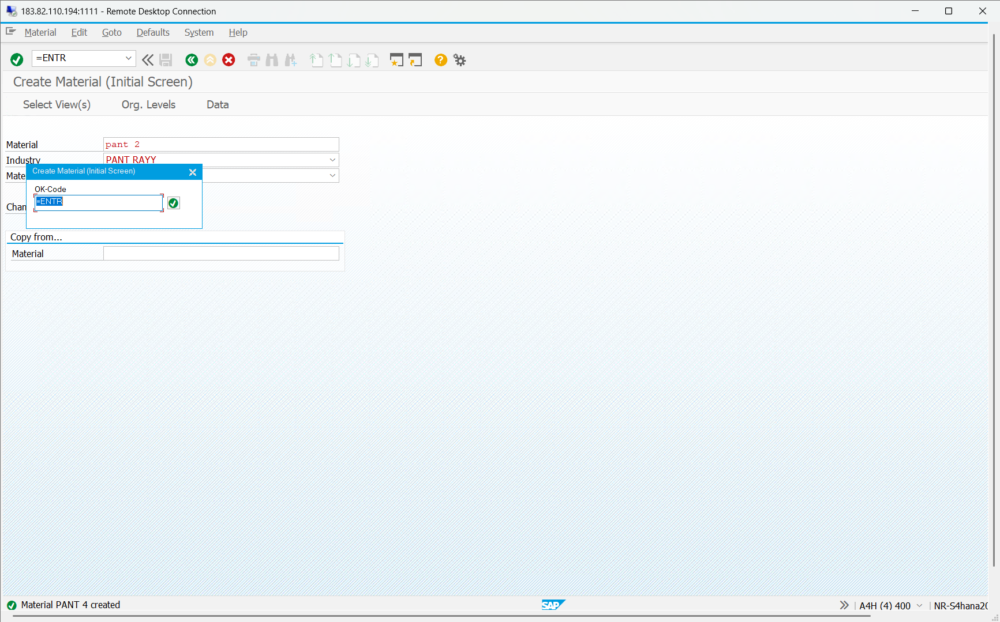 183.82.110.194:1111 - Remote Desktop Connection
Material Edit Goto Defaults System Help
=ENTR
Create Material (Initial Screen)
Select View(s) Org. Levels Data
Material pant 2
Industry PANT RAYY
Mate
Create Material (Initial Screen)
OK-Code
=ENTR
Chan
Copy from...
Material
Material PANT 4 created
SAP
A4H (4) 400
NR-S4hana20